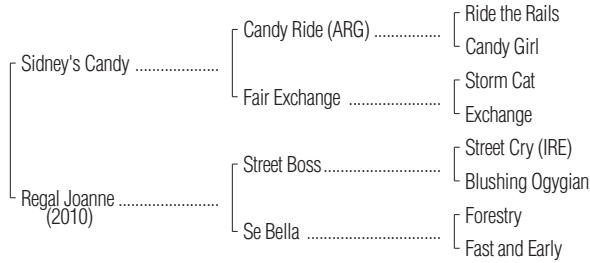 Ride the Rails
Candy Ride (ARG) ................
Candy Girl
Sidney's Candy ....................
Storm Cat
Fair Exchange ......................
Exchange
Street Cry (IRE)
Street Boss............................
Blushing Ogygian
Regal Joanne ........................
(2010)
Forestry
Se Bella ................................
Fast and Early